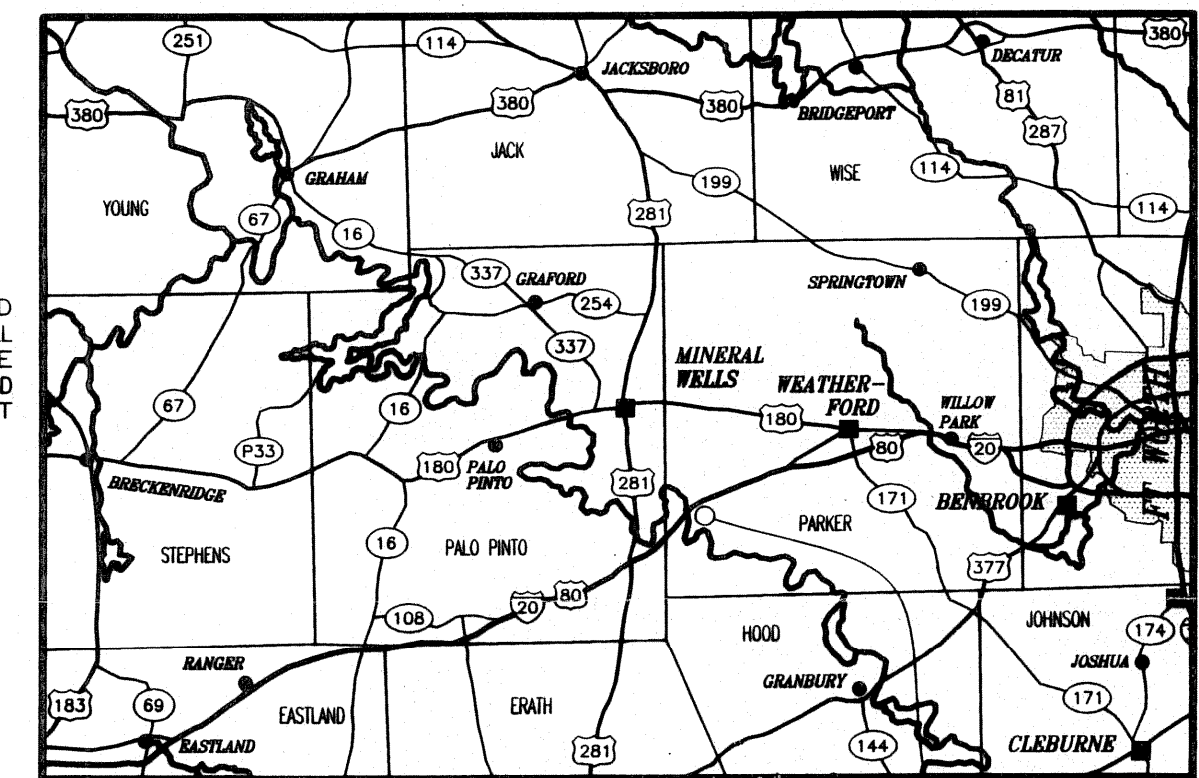 251
114
380
DECATUR
JACKSBORO
380
380
380
81
BRIDGEPORT
287
JACK
WISE
114
GRAHAM
199
YOUNG
67
16
281
114
337
GRAFORD
SPRINGTOWN
254
199
D
L
E
D
T
337
MINERAL
WELLS
WEATHER-
FORD
WILLOW
PARK
67
16
180
80
20
FT WORTH
P33
180
PALO
PINTO
BRECKENRIDGE
281
171
BENBROOK
PARKER
STEPHENS
16
PALO PINTO
377
20
80
108
HOOD
JOHNSON
174
RANGER
GRANBURY
JOSHUA
183
69
EASTLAND
ERATH
171
EASTLAND
281
144
CLEBURNE